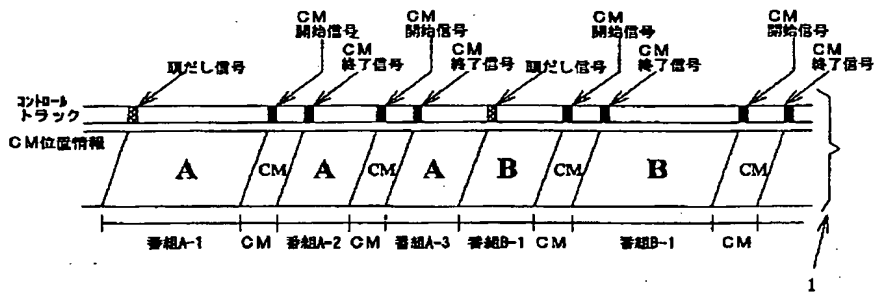 CM
開始信号
CM
終了信号
CM
開始信号
CM
終了信号
CM
開始信号
CM
終了信号
CM
開始信号
CM
終了信号
頭だし信号
頭だし信号
コントロール
トラック
CM位置情報
A
CM
A
CM
A
B
CM
B
CM
番組A-1
CM
番組A-2
CM
番組A-3
番組B-1
CM
番組B-1
CM
1